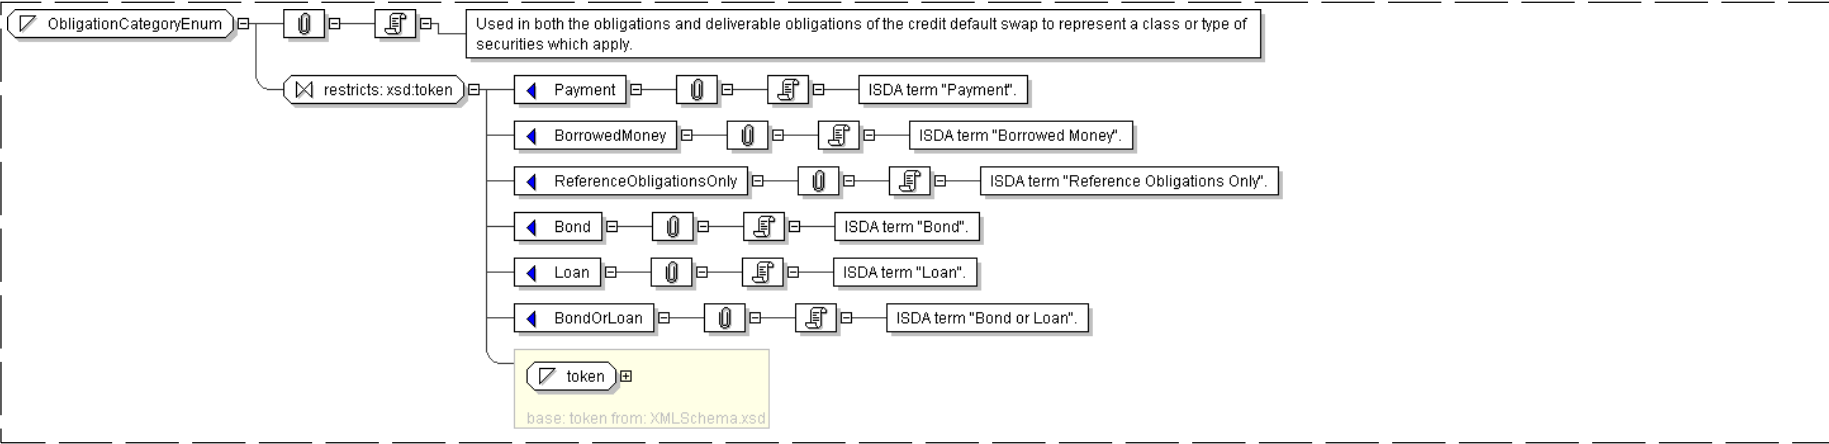 ObligationCategoryEnum
Used in both the obligations and deliverable obligations of the credit default swap to represent a class or type of
securities which apply.
restricts: xsd:token
Payment
ISDA term "Payment".
BorrowedMoney
ISDA term "Borrowed Money".
ReferenceObligationsOnly
ISDA term "Reference Obligations Only".
Bond
ISDA term "Bond".
Loan
ISDA term "Loan".
BondOrLoan
ISDA term "Bond or Loan".
token
base: token from: XMLSchema.xsd